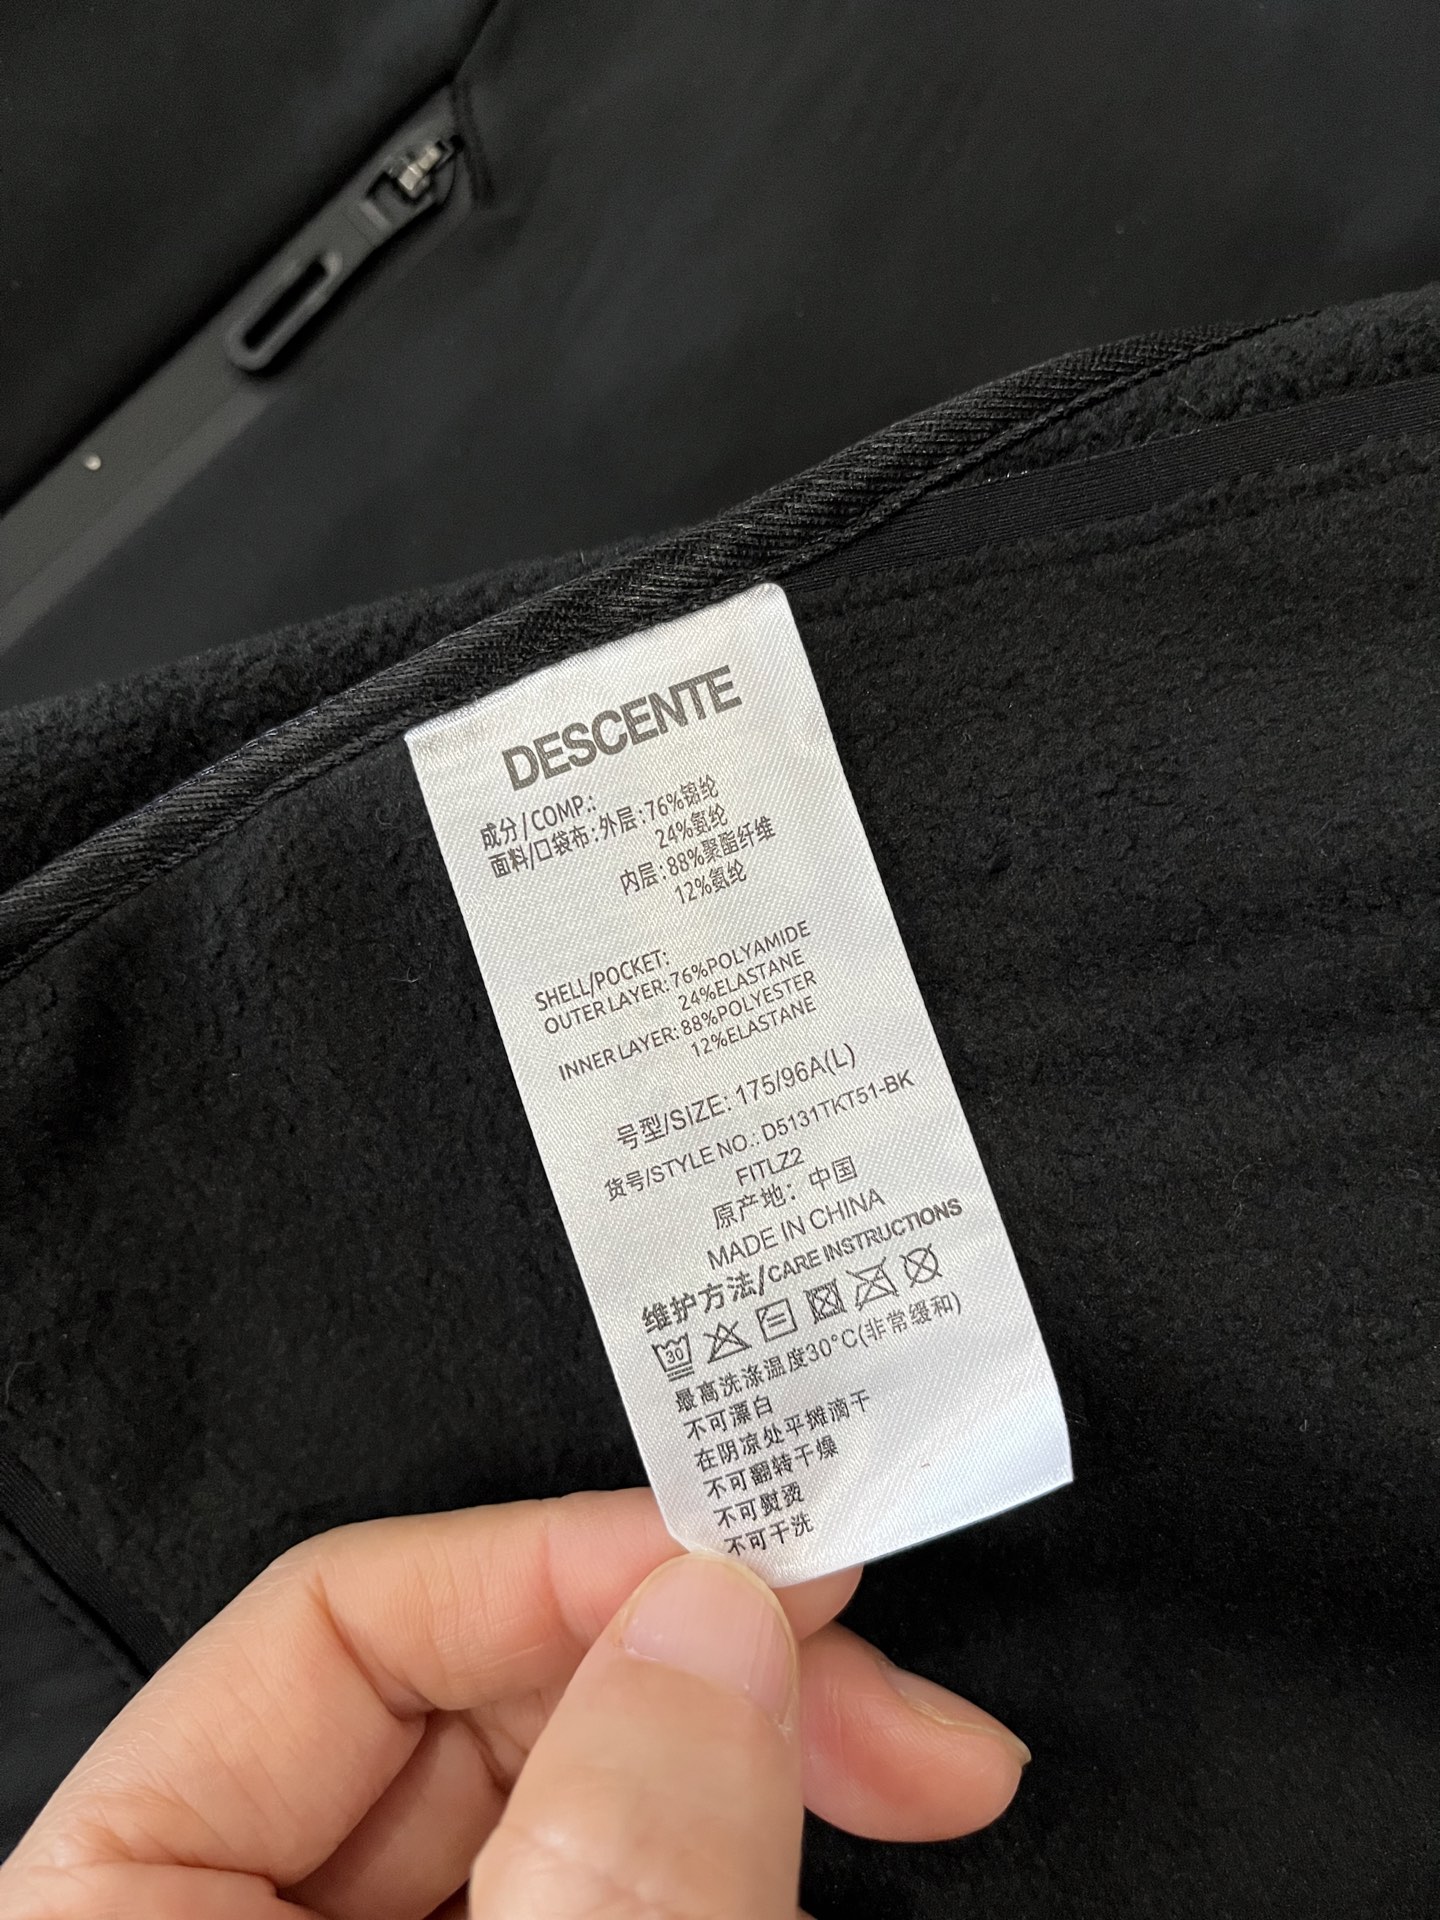 DESCENTE
成分/COMP.:
面料/口袋布:外层:76%锦纶
24%氨纶
内层:88%聚酯纤维
12%氨纶
SHELL/POCKET:
OUTER LAYER:76%POLYAMIDE
24%ELASTANE
INNER LAYER:88%POLYESTER
12%ELASTANE
号型/SIZE: 175/96A(L)
货号/STYLE NO.: D5131TKT51-BK
FITLZ2
原产地：中国
MADE IN CHINA
维护方法/CARE INSTRUCTIONS
30
最高洗涤温度30°C(非常缓和)
不可漂白
在阴凉处平摊滴干
不可翻转干燥
不可熨烫
不可干洗